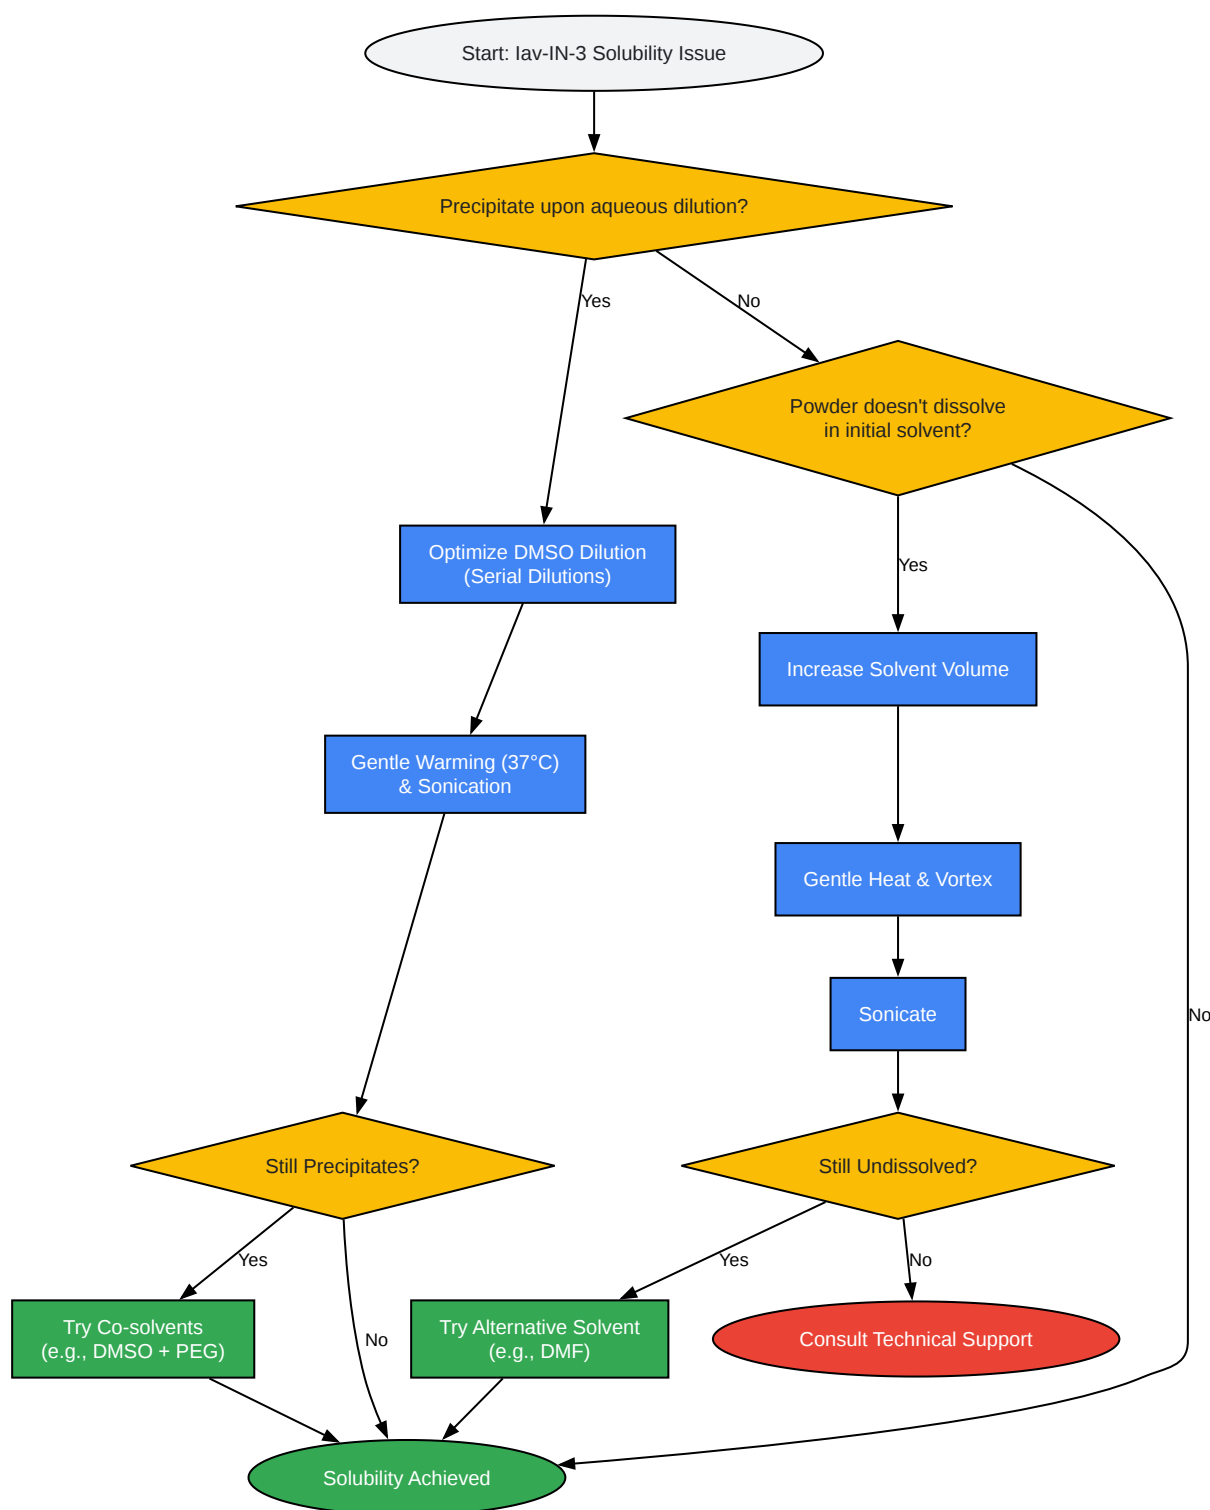 Start: Iav-IN-3 Solubility Issue
Precipitate upon aqueous dilution?
Yes
No
Powder doesn't dissolve
in initial solvent?
Optimize DMSO Dilution
(Serial Dilutions)
Yes
Increase Solvent Volume
Gentle Warming (37°C)
& Sonication
Gentle Heat & Vortex
Sonicate
No
Still Precipitates?
Still Undissolved?
Yes
Yes
No
Try Co-solvents
(e.g., DMSO + PEG)
No
Try Alternative Solvent
(e.g., DMF)
Consult Technical Support
Solubility Achieved